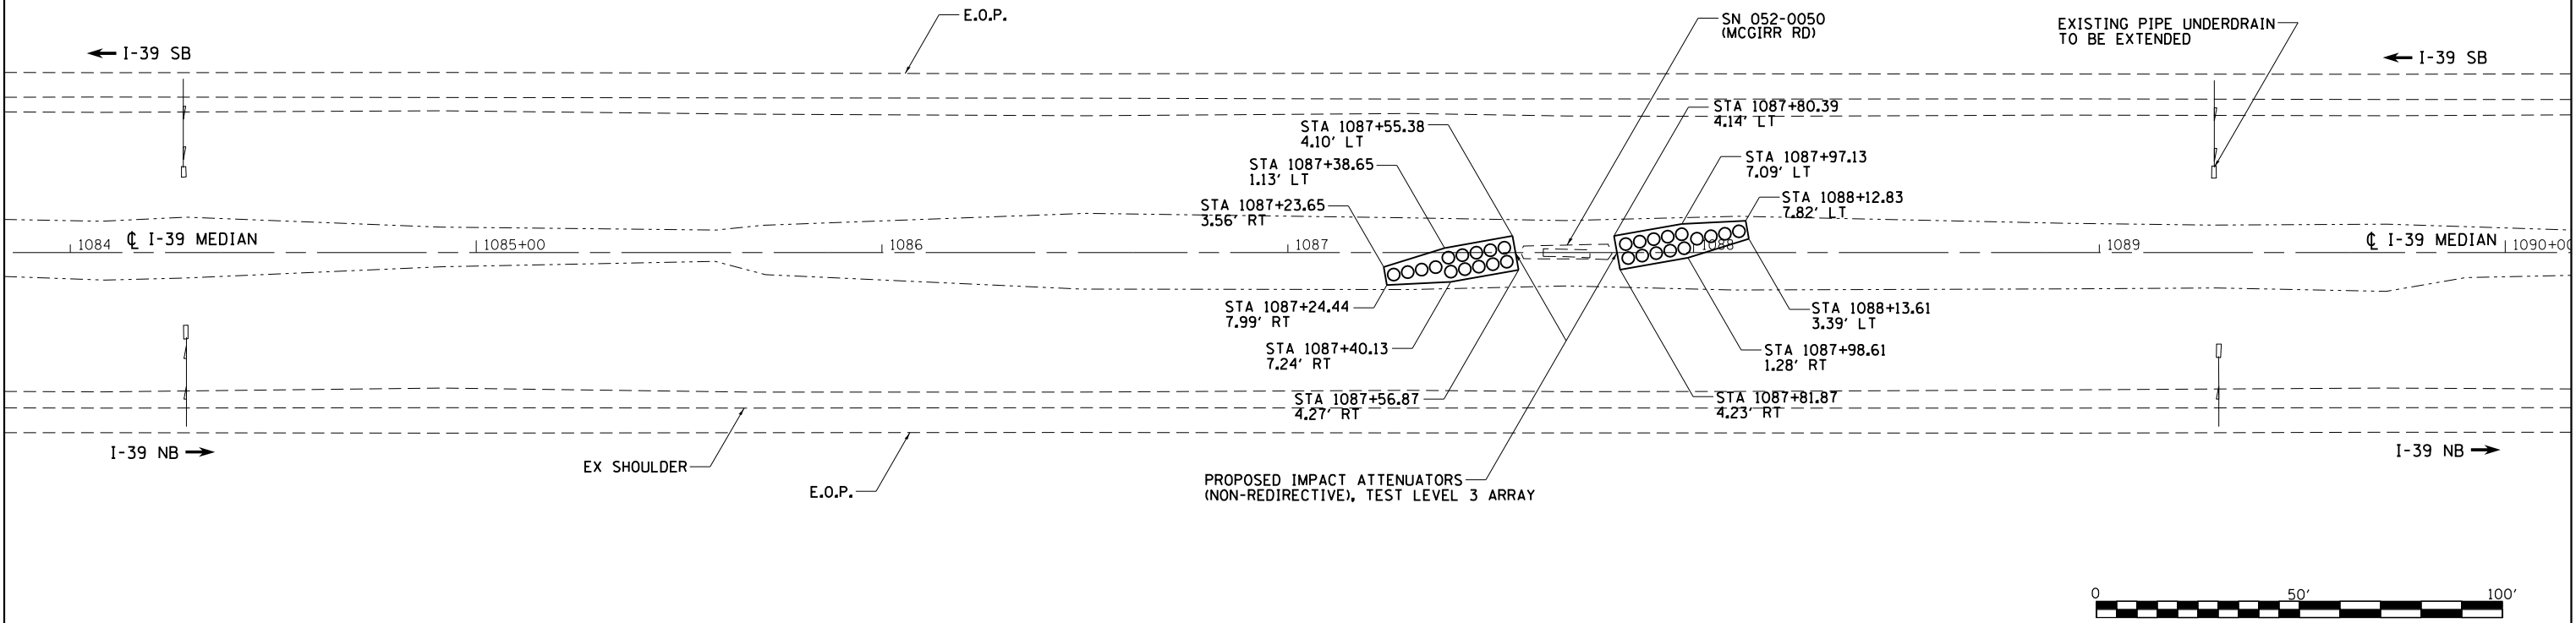 E.O.P.
SN 052-0050
(MCGIRR RD)
EXISTING PIPE UNDERDRAIN
TO BE EXTENDED
I-39 SB
I-39 SB
STA 1087+80.39
4.14' LT
STA 1087+55.38
4.10' LT
STA 1087+97.13
7.09' LT
STA 1087+38.65
1.13' LT
STA 1088+12.83
7.82' LT
STA 1087+23.65
3.56' RT
1084
℄ I-39 MEDIAN
1085+00
1086
1087
1088
1089
℄ I-39 MEDIAN
1090+00
STA 1087+24.44
7.99' RT
STA 1088+13.61
3.39' LT
STA 1087+40.13
7.24' RT
STA 1087+98.61
1.28' RT
STA 1087+56.87
4.27' RT
STA 1087+81.87
4.23' RT
I-39 NB
I-39 NB
EX SHOULDER
E.O.P.
PROPOSED IMPACT ATTENUATORS
(NON-REDIRECTIVE), TEST LEVEL 3 ARRAY
0 50' 100'